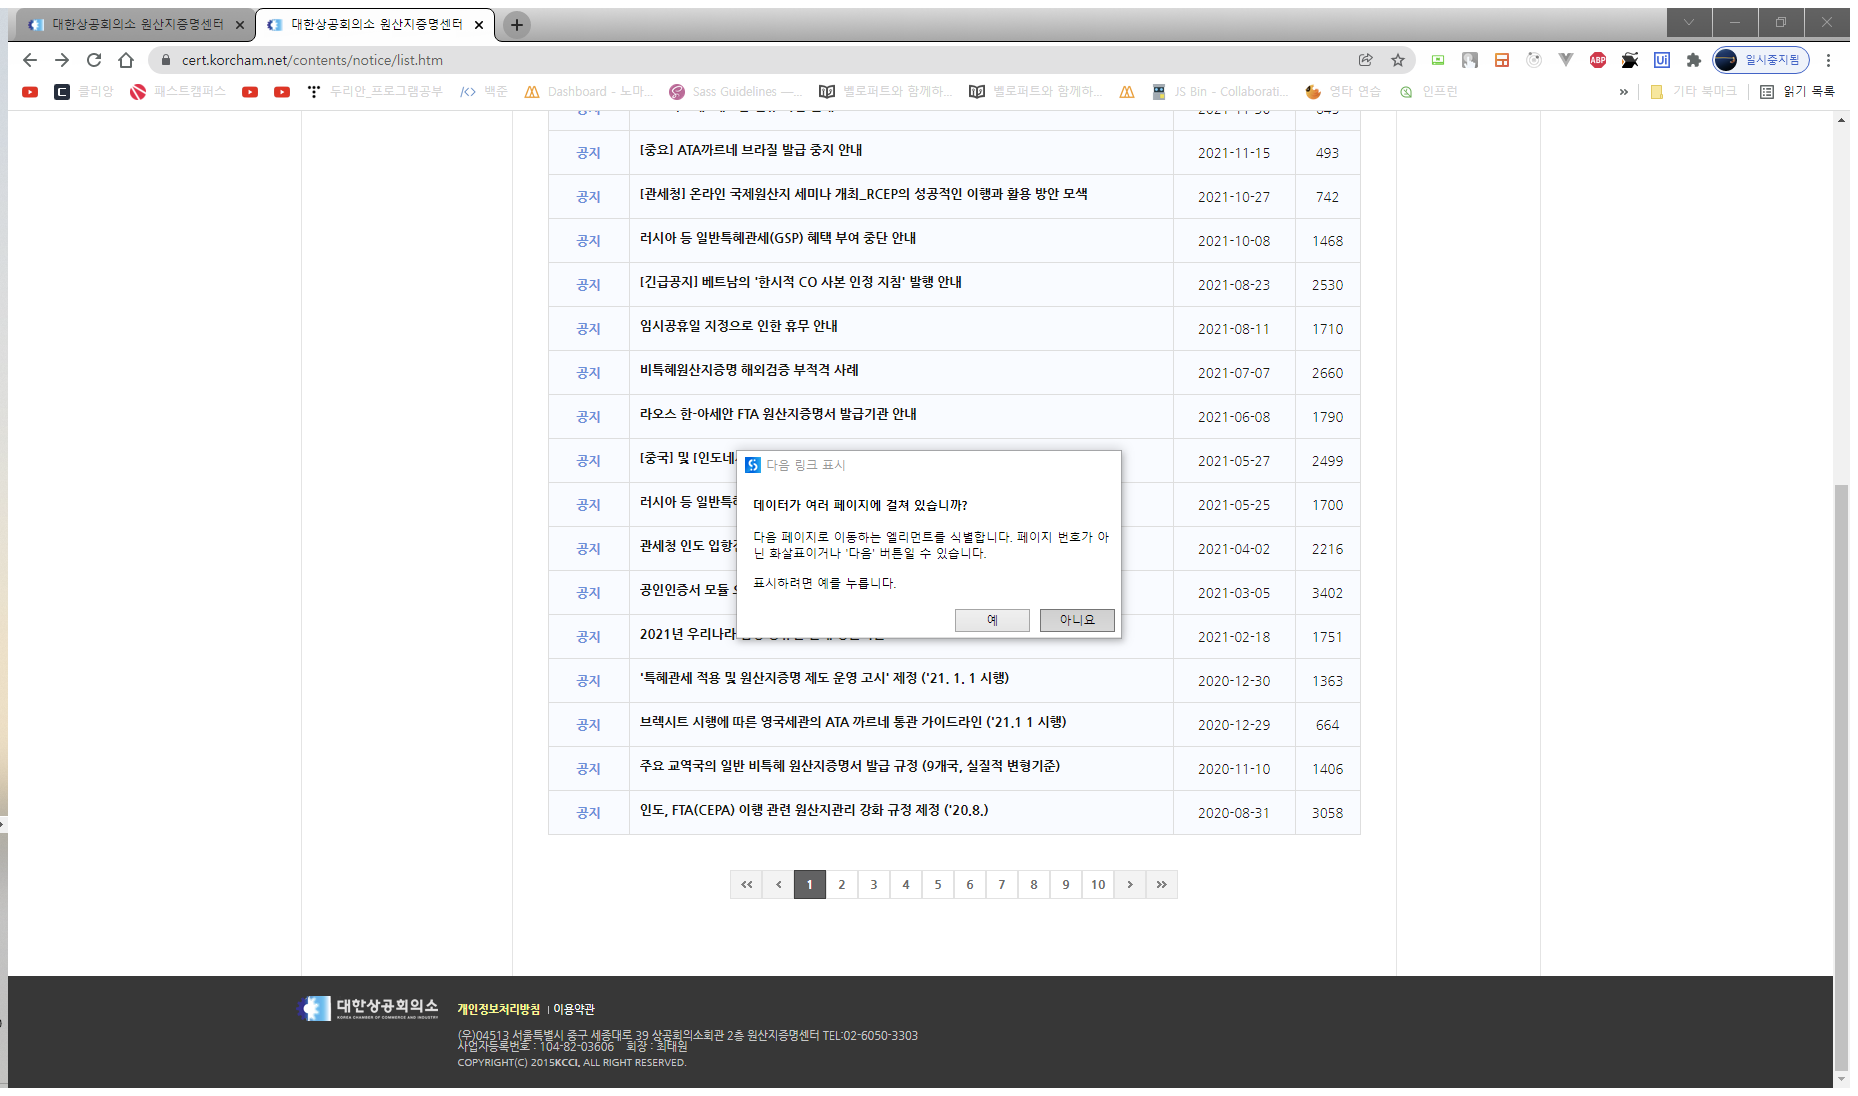 대한상공회의소 원산지증명센터
대한상공회의소 원산지증명센터
cert.korcham.net/contents/notice/list.htm
ABP
Ui
일시중지됨
클리앙
패스트캠퍼스
두리안_프로그램공부
백준
Dashboard - 노마...
Sass Guidelines —...
벨로퍼트와 함께하...
벨로퍼트와 함께하...
JS Bin - Collaborati...
영타 연습
인프런
»
기타 북마크
읽기 목록
공지 [중요] ATA까르네 브라질 발급 중지 안내 2021-11-15 493
공지 [관세청] 온라인 국제원산지 세미나 개최_RCEP의 성공적인 이행과 활용 방안 모색 2021-10-27 742
공지 러시아 등 일반특혜관세(GSP) 혜택 부여 중단 안내 2021-10-08 1468
공지 [긴급공지] 베트남의 '한시적 CO 사본 인정 지침' 발행 안내 2021-08-23 2530
공지 임시공휴일 지정으로 인한 휴무 안내 2021-08-11 1710
공지 비특혜원산지증명 해외검증 부적격 사례 2021-07-07 2660
공지 라오스 한-아세안 FTA 원산지증명서 발급기관 안내 2021-06-08 1790
공지 [중국] 및 [인도네 2021-05-27 2499
공지 러시아 등 일반특혜 2021-05-25 1700
공지 관세청 인도 입항 2021-04-02 2216
공지 공인인증서 모듈 2021-03-05 3402
공지 2021년 우리나라 2021-02-18 1751
공지 '특혜관세 적용 및 원산지증명 제도 운영 고시' 제정 ('21. 1. 1 시행) 2020-12-30 1363
공지 브렉시트 시행에 따른 영국세관의 ATA 까르네 통관 가이드라인 ('21.1 1 시행) 2020-12-29 664
공지 주요 교역국의 일반 비특혜 원산지증명서 발급 규정 (9개국, 실질적 변형기준) 2020-11-10 1406
공지 인도, FTA(CEPA) 이행 관련 원산지관리 강화 규정 제정 ('20.8.) 2020-08-31 3058
다음 링크 표시
데이터가 여러 페이지에 걸쳐 있습니까?
다음 페이지로 이동하는 엘리먼트를 식별합니다. 페이지 번호가 아
닌 화살표이거나 '다음' 버튼일 수 있습니다.
표시하려면 예를 누릅니다.
예 아니요
« ‹ 1 2 3 4 5 6 7 8 9 10 › »
대한상공회의소
KOREA CHAMBER OF COMMERCE AND INDUSTRY
개인정보처리방침 | 이용약관
(우)04513 서울특별시 중구 세종대로 39 상공회의소회관 2층 원산지증명센터 TEL:02-6050-3303
사업자등록번호 : 104-82-03606 회장 : 최태원
COPYRIGHT(C) 2015KCCI, ALL RIGHT RESERVED.